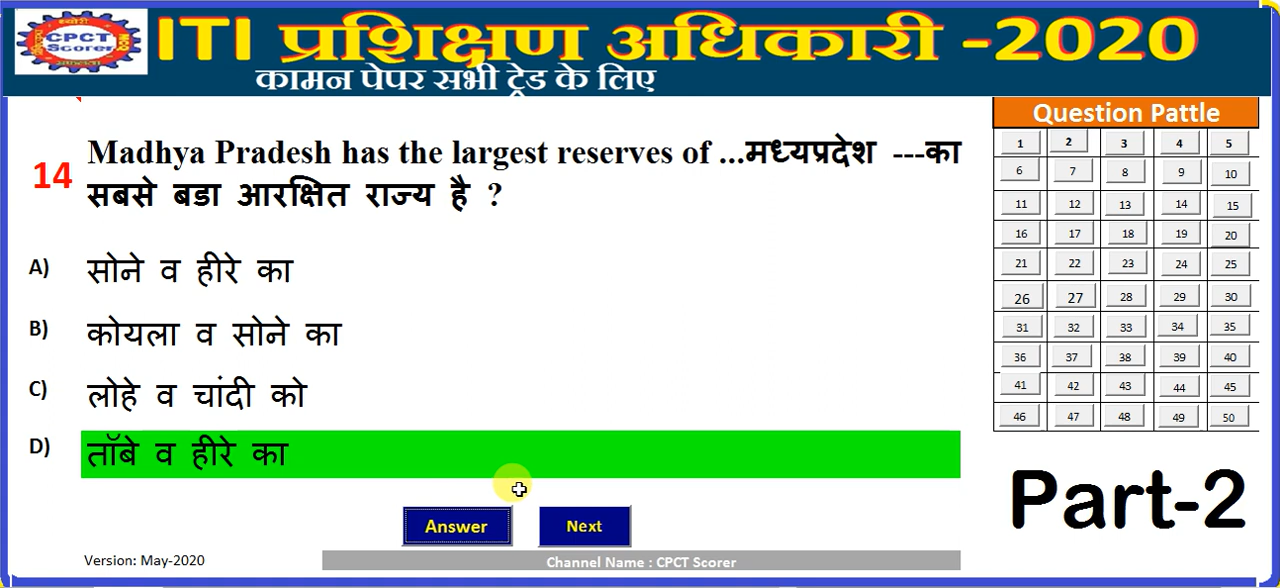 CPCT
Scorer
ITI प्रशिक्षण अधिकारी -2020
कामन पेपर सभी ट्रेड के लिए
Question Pattle
14 Madhya Pradesh has the largest reserves of ...मध्यप्रदेश ---का
सबसे बडा आरक्षित राज्य है ?
A) सोने व हीरे का
B) कोयला व सोने का
C) लोहे व चांदी को
D) ताॅबे व हीरे का
1 2 3 4 5
6 7 8 9 10
11 12 13 14 15
16 17 18 19 20
21 22 23 24 25
26 27 28 29 30
31 32 33 34 35
36 37 38 39 40
41 42 43 44 45
46 47 48 49 50
Part-2
Answer Next
Version: May-2020
Channel Name : CPCT Scorer